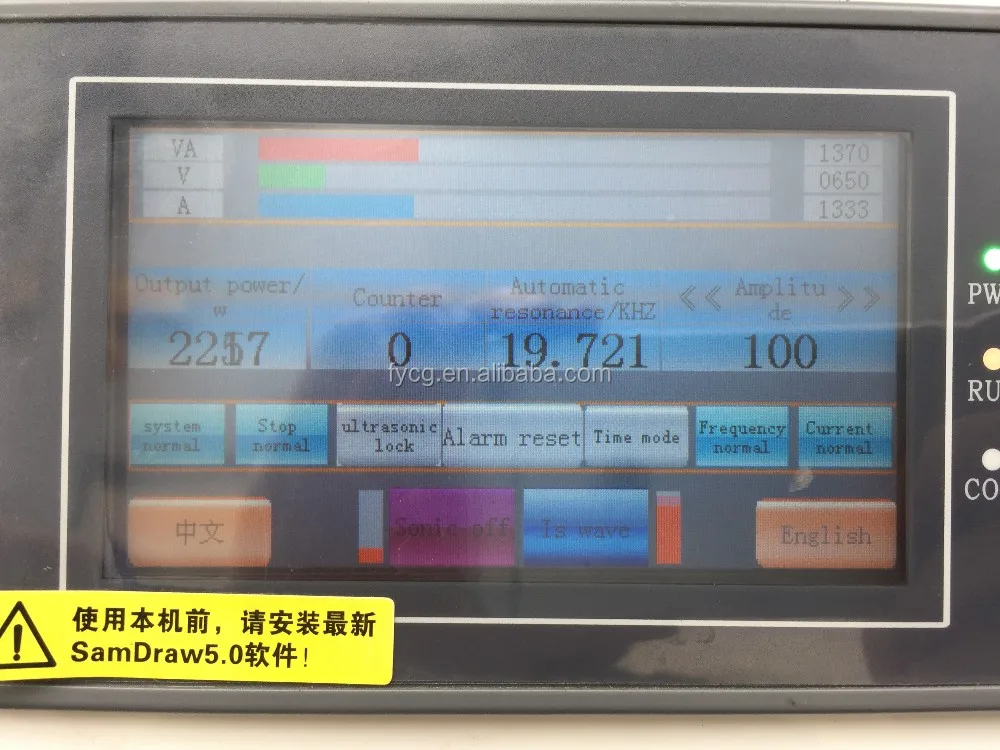 VA 1370
V 0650
A 1333
Output power/
w
Counter
0
Automatic
resonance/KHZ
19.721
Amplitu
de
100
fycg.en.alibaba.com
system
normal
Stop
normal
ultrasonic
lock
Alarm reset
Time mode
Frequency
normal
Current
normal
中文
Sonic off
Is wave
English
PW
RU
CO
使用本机前，请安装最新
SamDraw5.0软件！